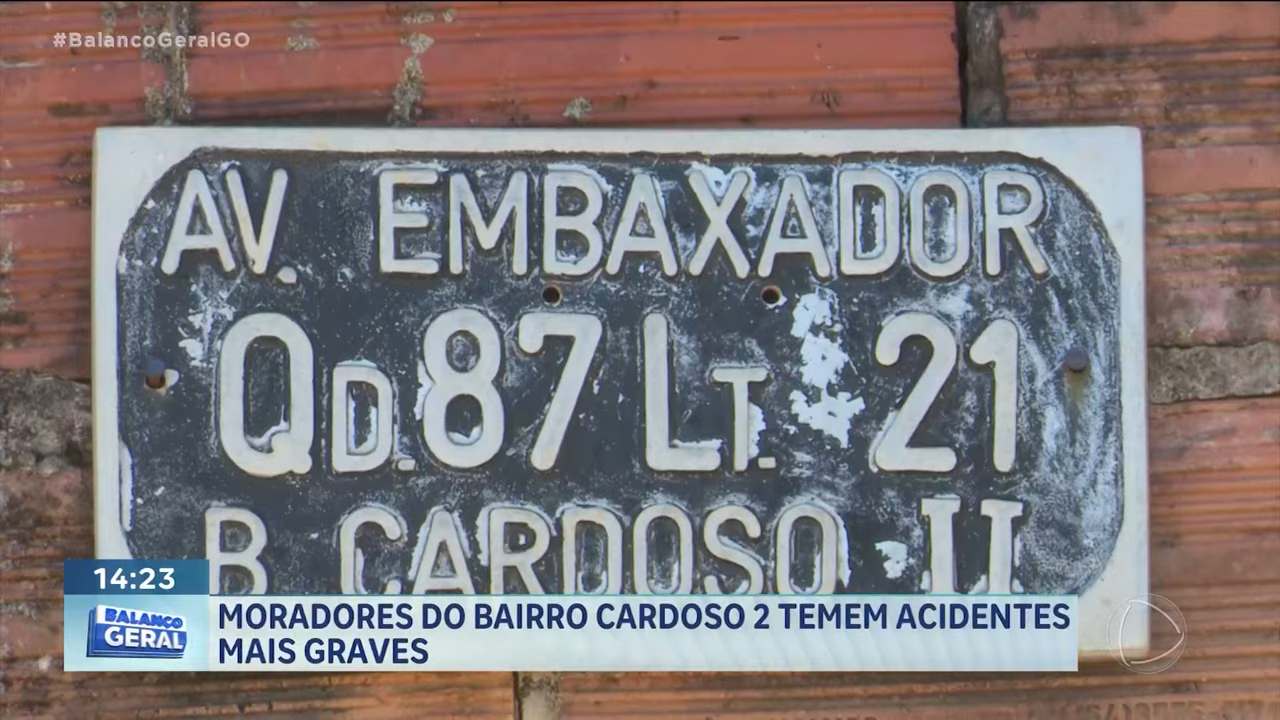 #BalancoGeralGO
AV. EMBAXADOR
QD.87 LT. 21
B. CARDOSO II
14:23
BALANÇO
GERAL
MORADORES DO BAIRRO CARDOSO 2 TEMEM ACIDENTES
MAIS GRAVES